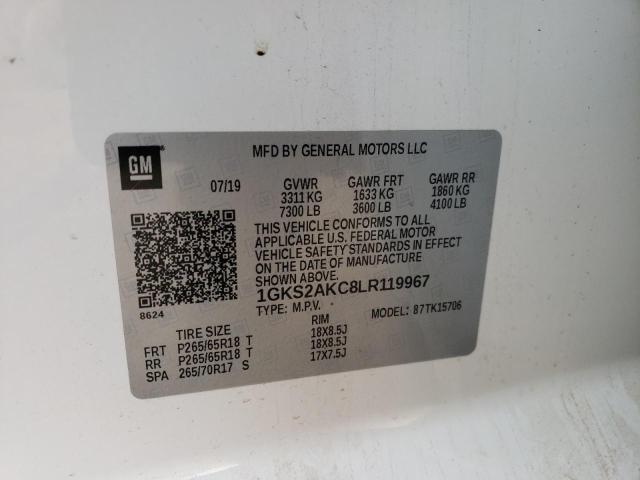 GM
MFD BY GENERAL MOTORS LLC
07/19 GVWR GAWR FRT GAWR RR
3311 KG 1633 KG 1860 KG
7300 LB 3600 LB 4100 LB
THIS VEHICLE CONFORMS TO ALL
APPLICABLE U.S. FEDERAL MOTOR
VEHICLE SAFETY STANDARDS IN
EFFECT ON THE DATE OF MANUFACTURE
SHOWN ABOVE.
1GKS2AKC8LR119967
8624
TYPE: M.P.V. MODEL: 87TK15706
TIRE SIZE RIM
FRT P265/65R18 T 18X8.5J
RR P265/65R18 T 18X8.5J
SPA 265/70R17 S 17X7.5J